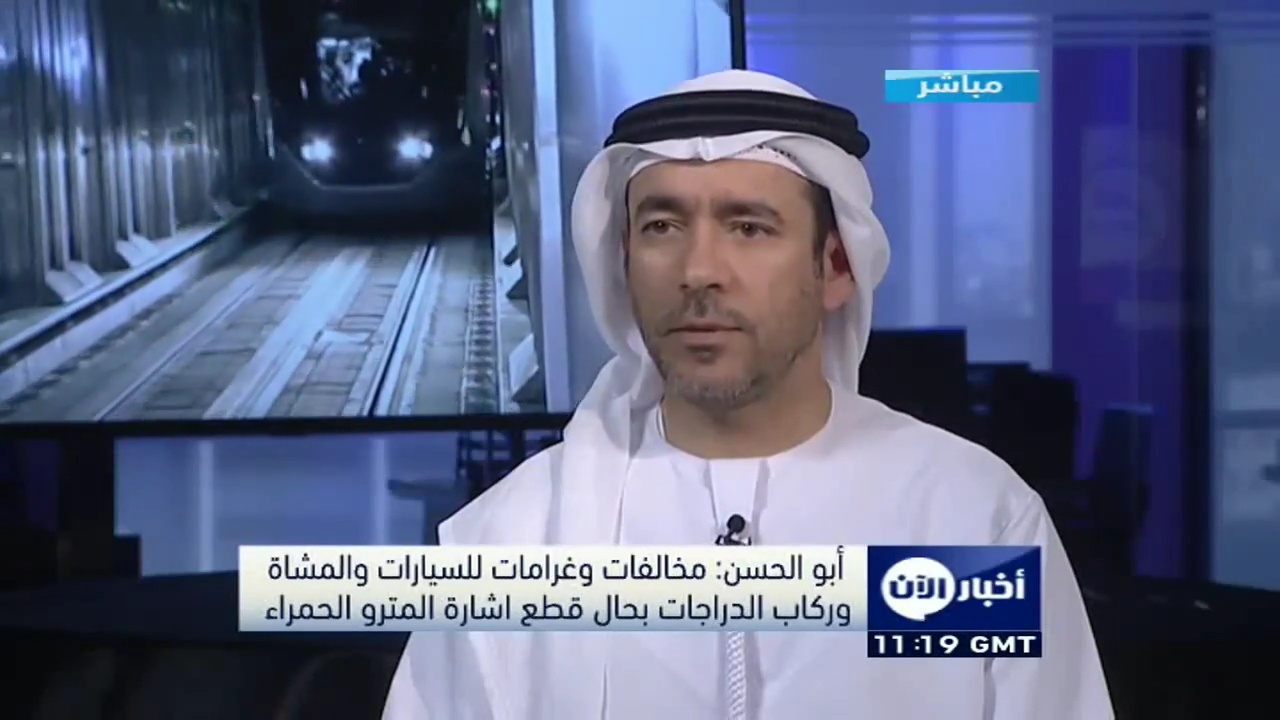 مباشر
أبو الحسن: مخالفات وغرامات للسيارات والمشاة
وركاب الدراجات بحال قطع اشارة المترو الحمراء
أخبار الآن
11:19 GMT